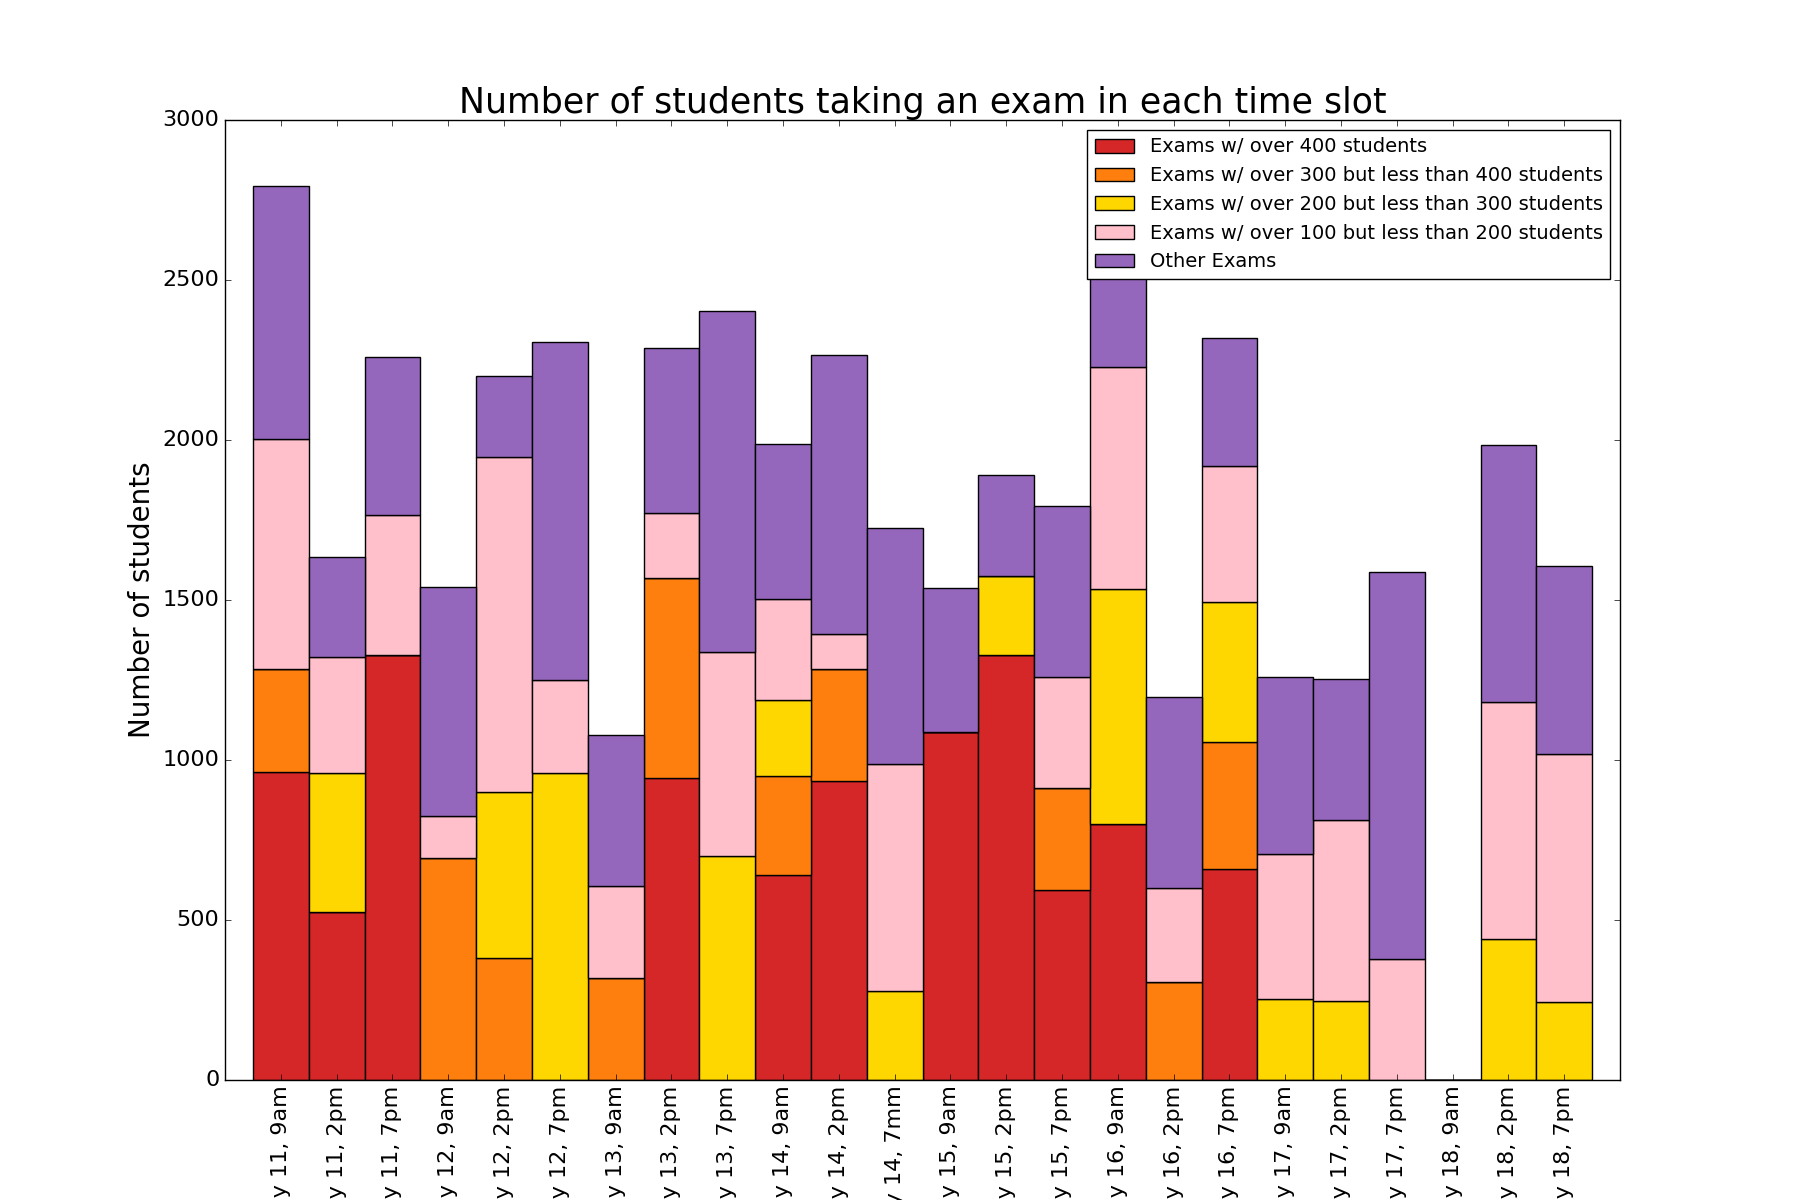 Number of students taking an exam in each time slot
Exams w/ over 400 students
Exams w/ over 300 but less than 400 students
Exams w/ over 200 but less than 300 students
Exams w/ over 100 but less than 200 students
Other Exams
Number of students
3000
2500
2000
1500
1000
500
0
y 11, 9am
y 11, 2pm
y 11, 7pm
y 12, 9am
y 12, 2pm
y 12, 7pm
y 13, 9am
y 13, 2pm
y 13, 7pm
y 14, 9am
y 14, 2pm
y 14, 7mm
y 15, 9am
y 15, 2pm
y 15, 7pm
y 16, 9am
y 16, 2pm
y 16, 7pm
y 17, 9am
y 17, 2pm
y 17, 7pm
y 18, 9am
y 18, 2pm
y 18, 7pm